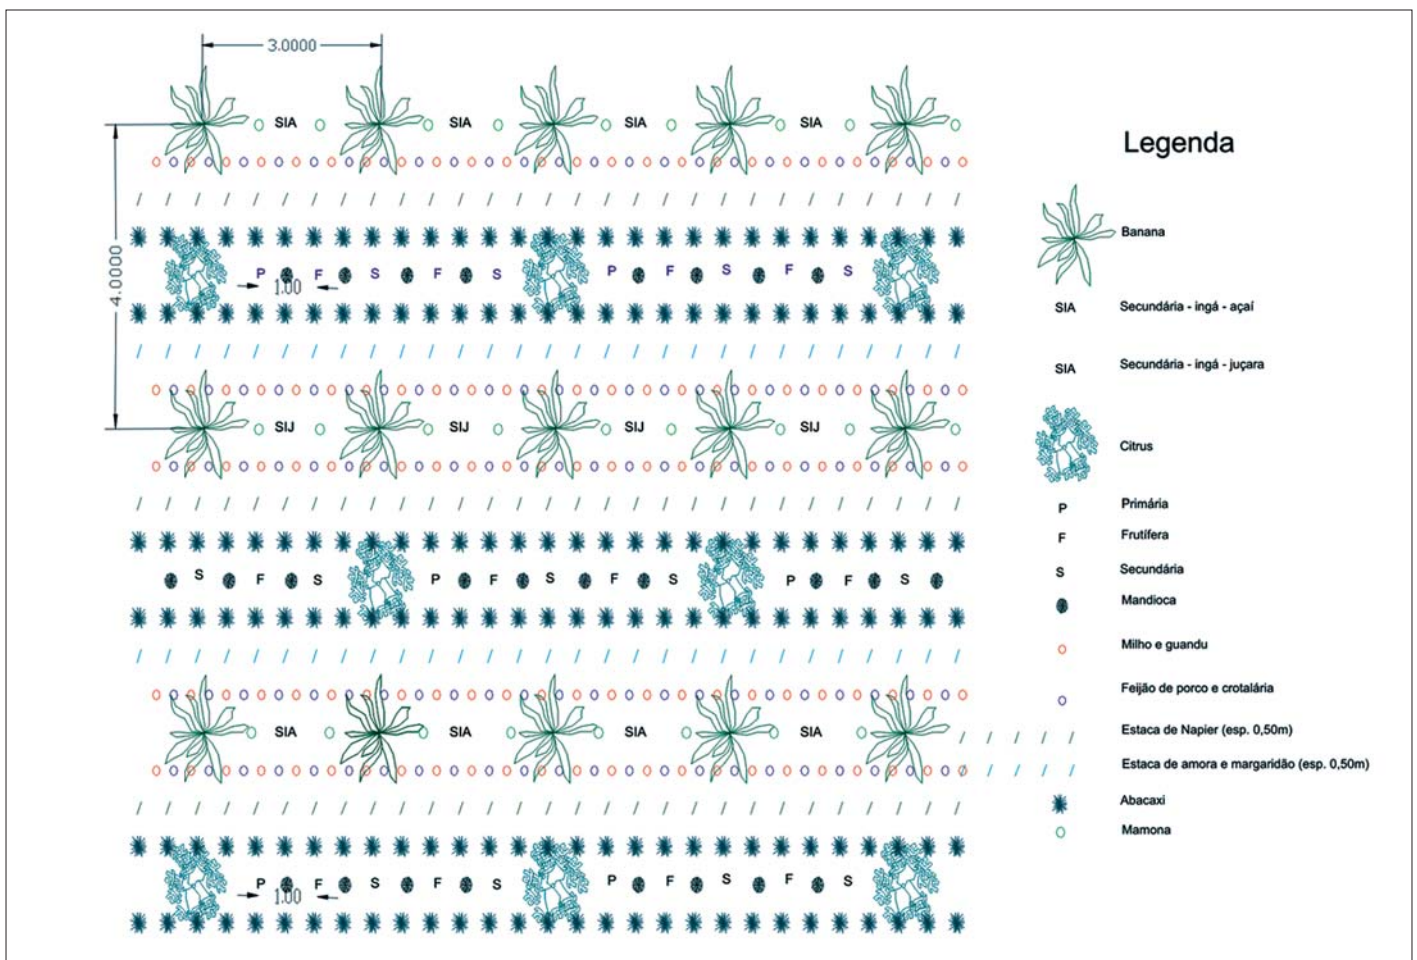 3.0000
SIA SIA SIA SIA
4.0000
P F S F S P F S F S
1.00
SIJ SIJ SIJ SIJ
S F S P F S F S P F S
SIA SIA SIA SIA
P F S F S P F S F S
1.00
Legenda
Banana
SIA Secundária - ingá - açaí
SIA Secundária - ingá - juçara
Citrus
P Primária
F Frutífera
S Secundária
Mandioca
Milho e guandu
Feijão de porco e crotalária
Estaca de Napier (esp. 0,50m)
Estaca de amora e margaridão (esp. 0,50m)
Abacaxi
Mamona